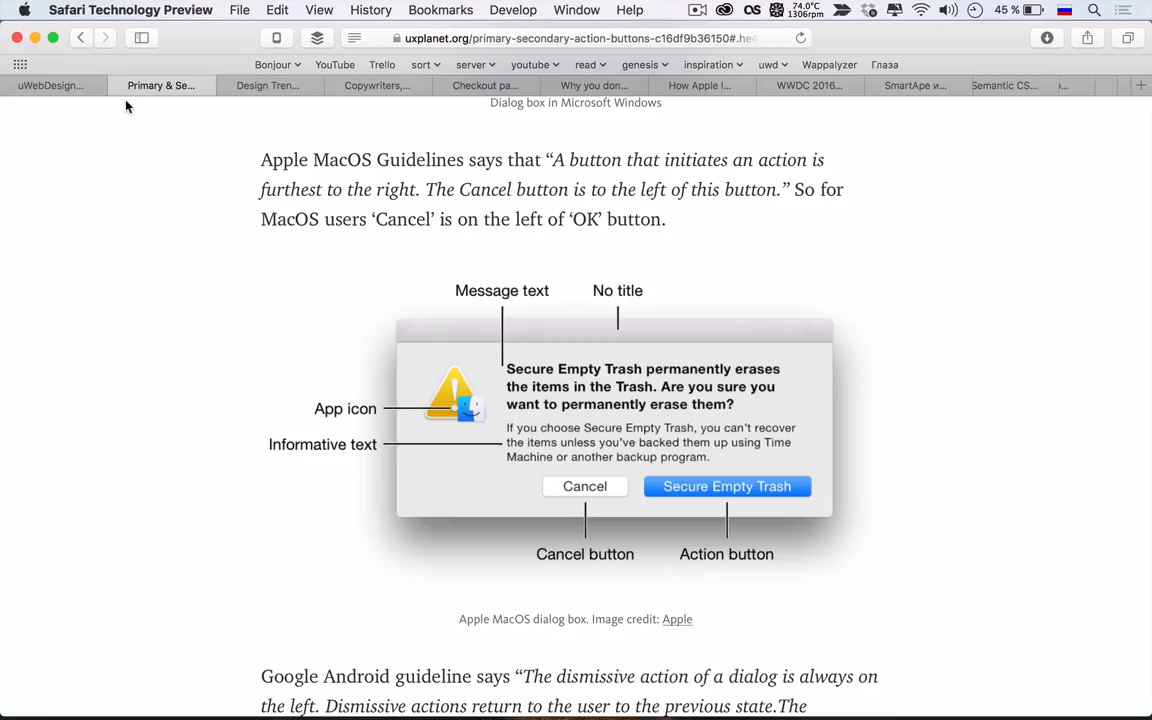 Safari Technology Preview File Edit View History Bookmarks Develop Window Help 74.0°C 1306rpm 45 %
uxplanet.org/primary-secondary-action-buttons-c16df9b36150#.he
Bonjour YouTube Trello sort server youtube read genesis inspiration uwd Wappalyzer Глаза
uWebDesign... Primary & Se... Design Tren... Copywriters,... Checkout pa... Why you don... How Apple I... WWDC 2016... SmartApe и... Semantic CS...
Dialog box in Microsoft Windows
Apple MacOS Guidelines says that “A button that initiates an action is
furthest to the right. The Cancel button is to the left of this button.” So for
MacOS users ‘Cancel’ is on the left of ‘OK’ button.
Message text No title
Secure Empty Trash permanently erases
the items in the Trash. Are you sure you
want to permanently erase them?
App icon
If you choose Secure Empty Trash, you can't recover
the items unless you've backed them up using Time
Machine or another backup program.
Informative text
Cancel Secure Empty Trash
Cancel button Action button
Apple MacOS dialog box. Image credit: Apple
Google Android guideline says “The dismissive action of a dialog is always on
the left. Dismissive actions return to the user to the previous state.The